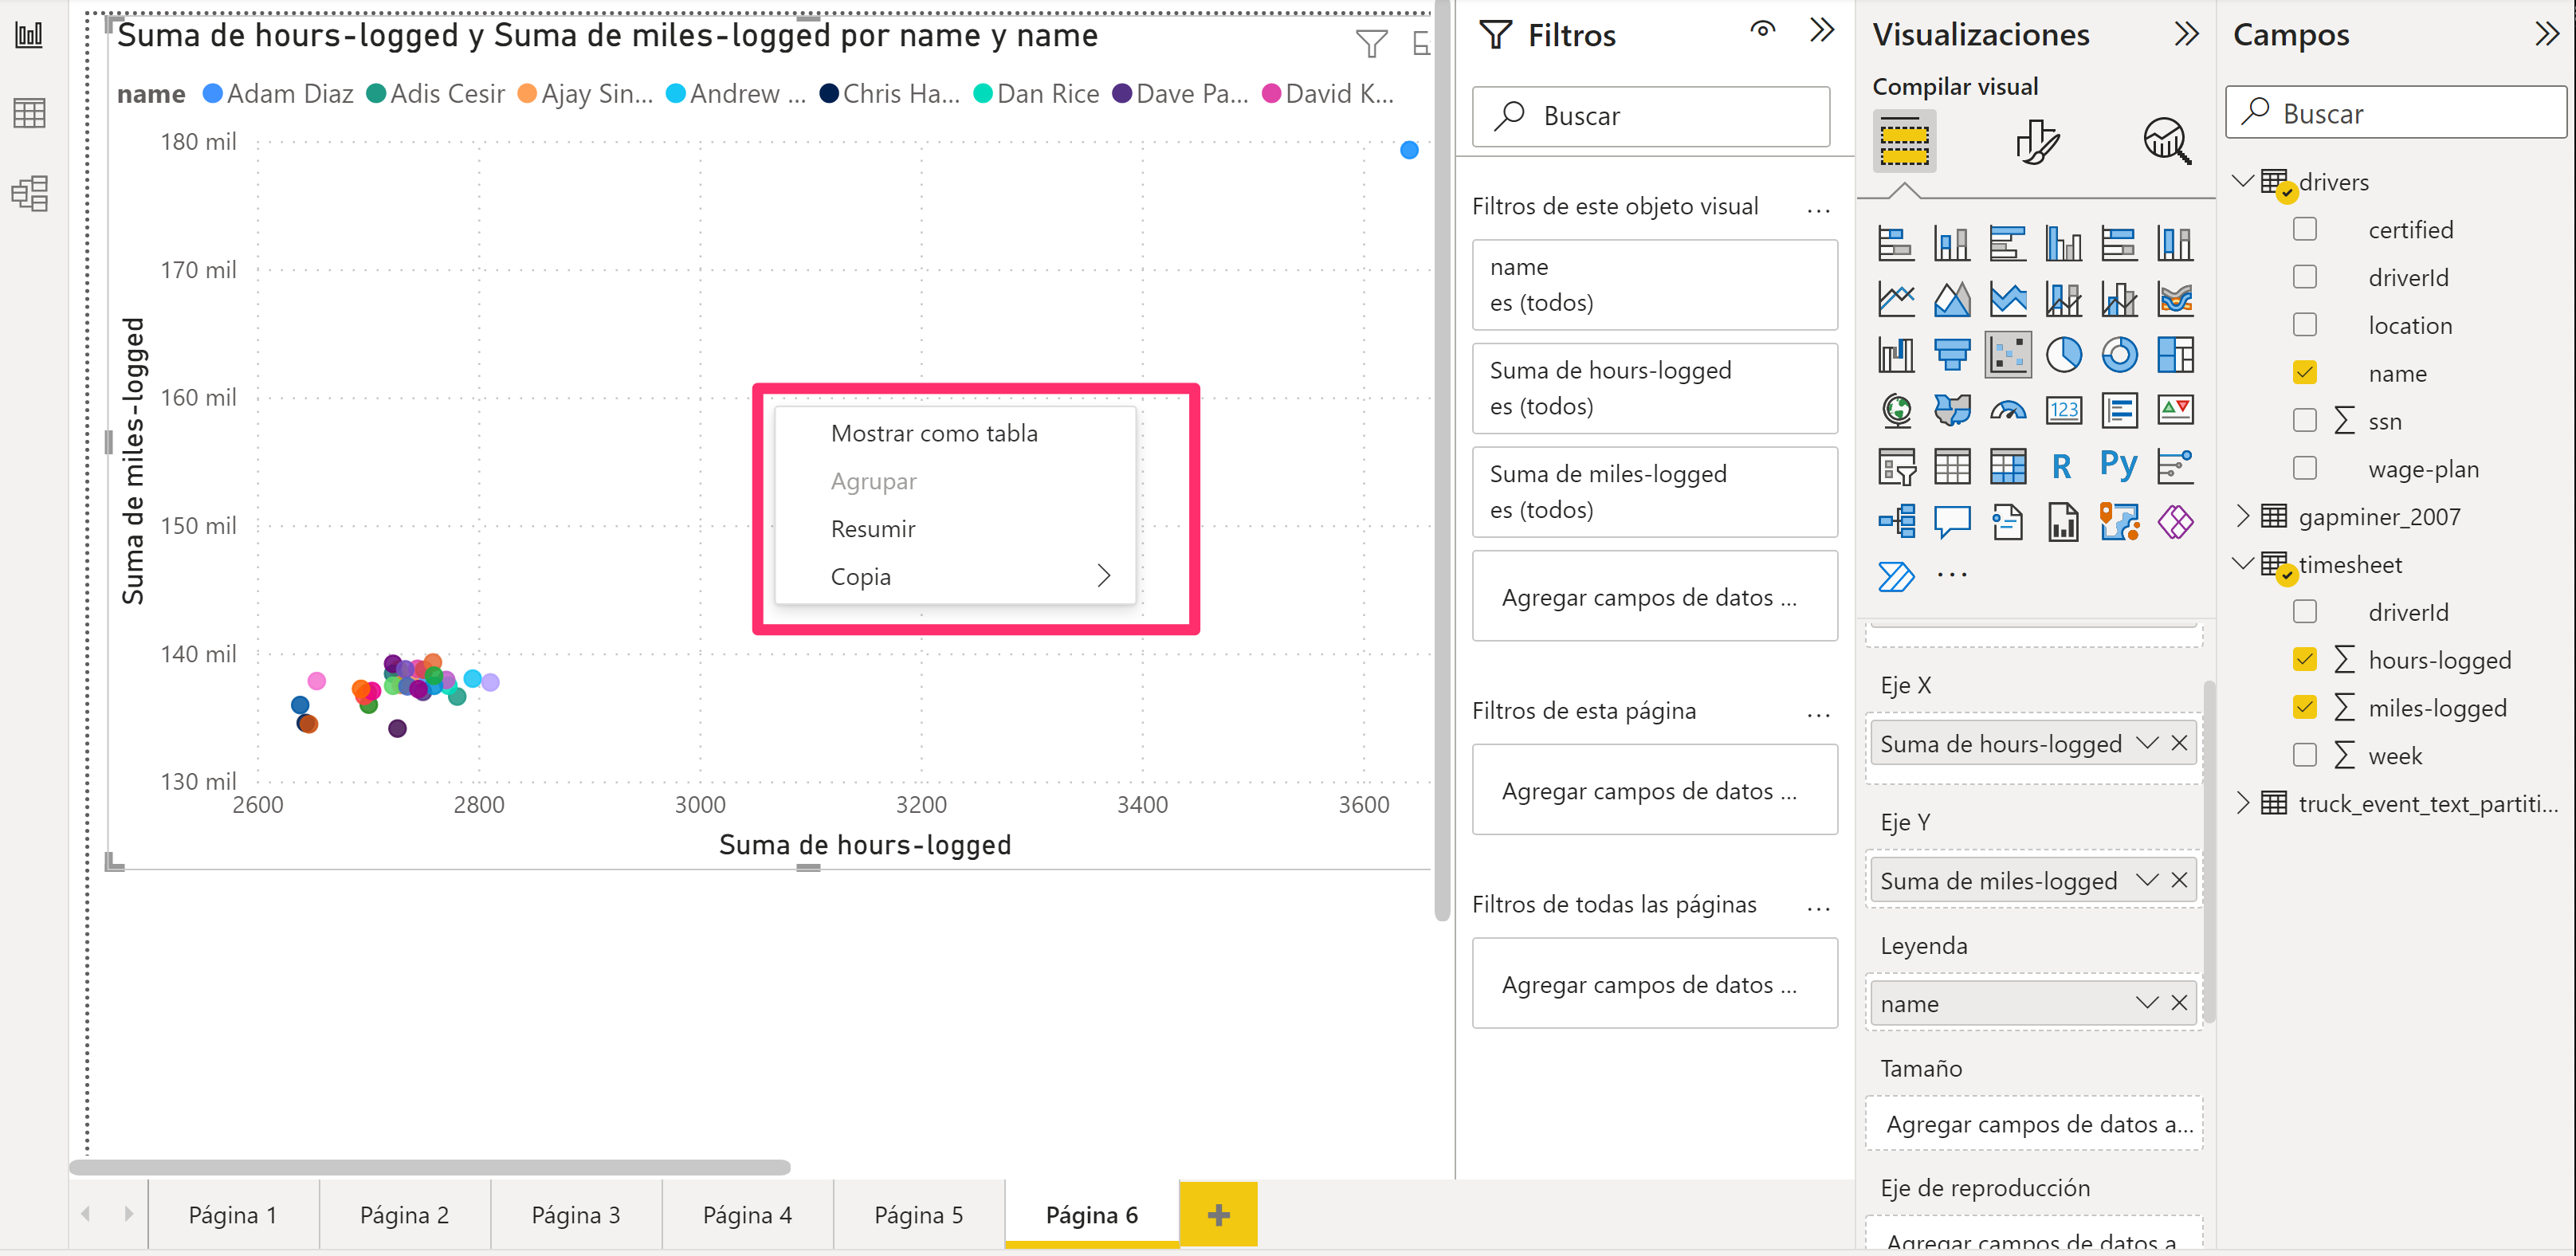 Suma de hours-logged y Suma de miles-logged por name y name
name Adam Diaz Adis Cesir Ajay Sin... Andrew ... Chris Ha... Dan Rice Dave Pa... David K...
180 mil
170 mil
160 mil
150 mil
140 mil
130 mil
Suma de miles-logged
2600 2800 3000 3200 3400 3600
Suma de hours-logged
Mostrar como tabla
Agrupar
Resumir
Copia
Página 1 Página 2 Página 3 Página 4 Página 5 Página 6
Filtros
Buscar
Filtros de este objeto visual ...
name
es (todos)
Suma de hours-logged
es (todos)
Suma de miles-logged
es (todos)
Agregar campos de datos ...
Filtros de esta página ...
Agregar campos de datos ...
Filtros de todas las páginas ...
Agregar campos de datos ...
Visualizaciones
Compilar visual
123
R Py
...
Eje X
Suma de hours-logged
Eje Y
Suma de miles-logged
Leyenda
name
Tamaño
Agregar campos de datos a...
Eje de reproducción
Agregar campos de datos a
Campos
Buscar
drivers
certified
driverId
location
name
∑ ssn
wage-plan
gapminer_2007
timesheet
driverId
∑ hours-logged
∑ miles-logged
∑ week
truck_event_text_partiti...